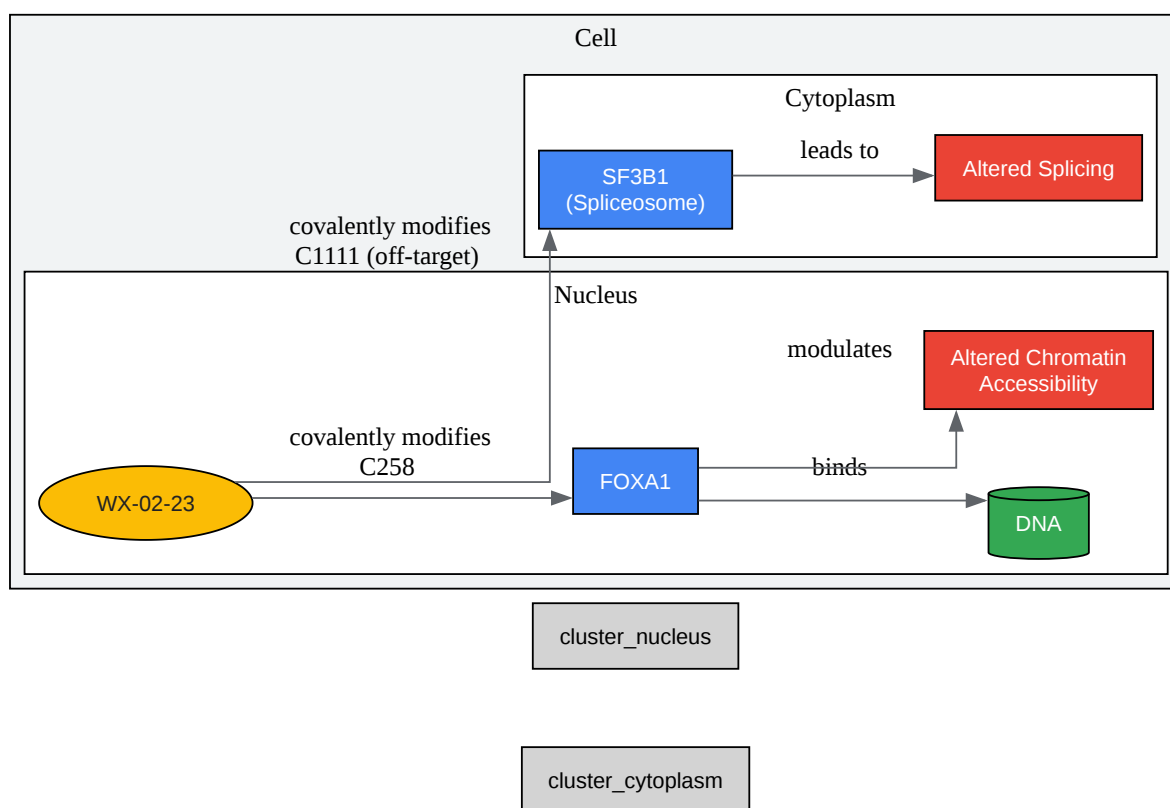 Cell
Cytoplasm
SF3B1
(Spliceosome)
leads to
Altered Splicing
covalently modifies
C1111 (off-target)
Nucleus
modulates
Altered Chromatin
Accessibility
covalently modifies
C258
WX-02-23
FOXA1
binds
DNA
cluster_nucleus
cluster_cytoplasm